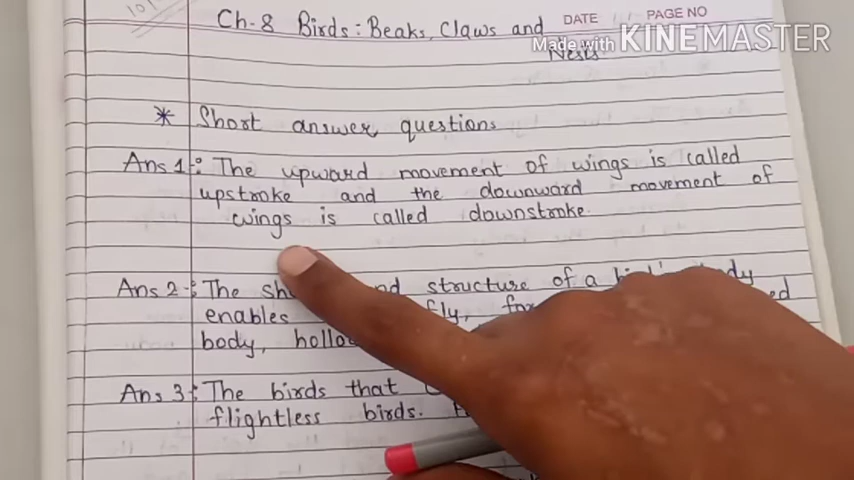 Ch-8 Birds: Beaks, Claws and
Nests
DATE
PAGE NO
Made with KINEMASTER
* Short answer questions
Ans 1-: The upward movement of wings is called
upstroke and the downward movement of
wings is called downstroke.
Ans 2-: The structure of a body
enables fly,
body,
Ans 3-: The birds that
flightless birds.